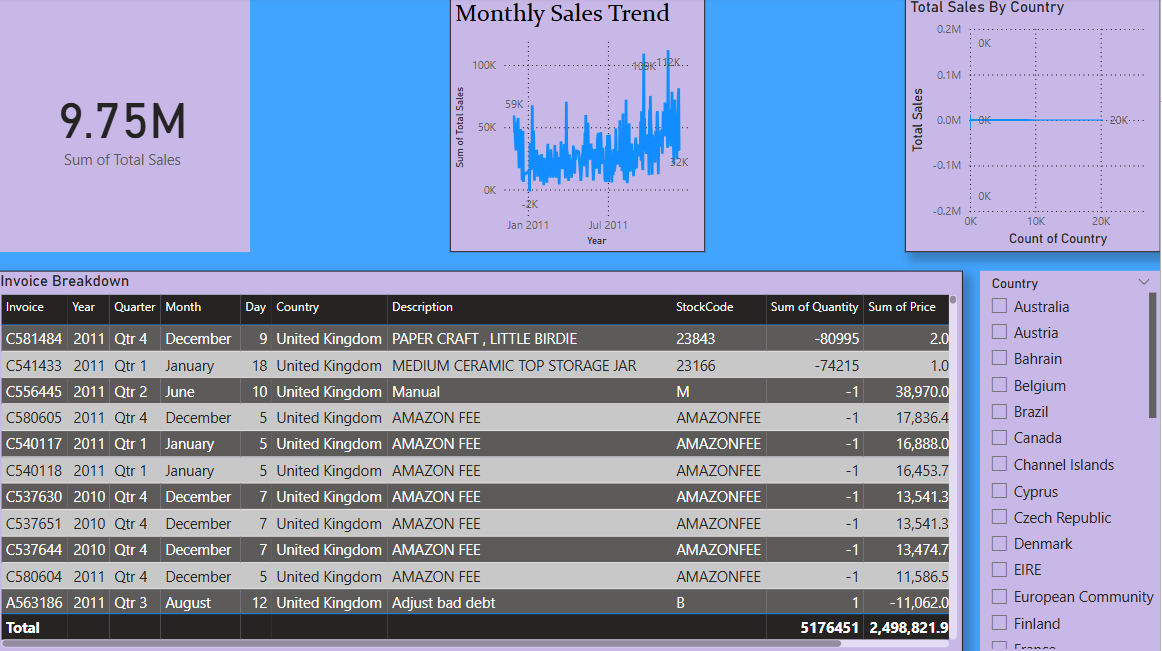 9.75M
Sum of Total Sales
Monthly Sales Trend
Sum of Total Sales
100K
50K
0K
59K
109K
112K
32K
-2K
Jan 2011 Jul 2011
Year
Total Sales By Country
Total Sales
0.2M
0.1M
0.0M
-0.1M
-0.2M
0K
0K
20K
0K
0K 10K 20K
Count of Country
Invoice Breakdown
Invoice Year Quarter Month Day Country Description StockCode Sum of Quantity Sum of Price
C581484 2011 Qtr 4 December 9 United Kingdom PAPER CRAFT , LITTLE BIRDIE 23843 -80995 2.0
C541433 2011 Qtr 1 January 18 United Kingdom MEDIUM CERAMIC TOP STORAGE JAR 23166 -74215 1.0
C556445 2011 Qtr 2 June 10 United Kingdom Manual M -1 38,970.0
C580605 2011 Qtr 4 December 5 United Kingdom AMAZON FEE AMAZONFEE -1 17,836.4
C540117 2011 Qtr 1 January 5 United Kingdom AMAZON FEE AMAZONFEE -1 16,888.0
C540118 2011 Qtr 1 January 5 United Kingdom AMAZON FEE AMAZONFEE -1 16,453.7
C537630 2010 Qtr 4 December 7 United Kingdom AMAZON FEE AMAZONFEE -1 13,541.3
C537651 2010 Qtr 4 December 7 United Kingdom AMAZON FEE AMAZONFEE -1 13,541.3
C537644 2010 Qtr 4 December 7 United Kingdom AMAZON FEE AMAZONFEE -1 13,474.7
C580604 2011 Qtr 4 December 5 United Kingdom AMAZON FEE AMAZONFEE -1 11,586.5
A563186 2011 Qtr 3 August 12 United Kingdom Adjust bad debt B 1 -11,062.0
Total 5176451 2,498,821.9
Country
Australia
Austria
Bahrain
Belgium
Brazil
Canada
Channel Islands
Cyprus
Czech Republic
Denmark
EIRE
European Community
Finland
France